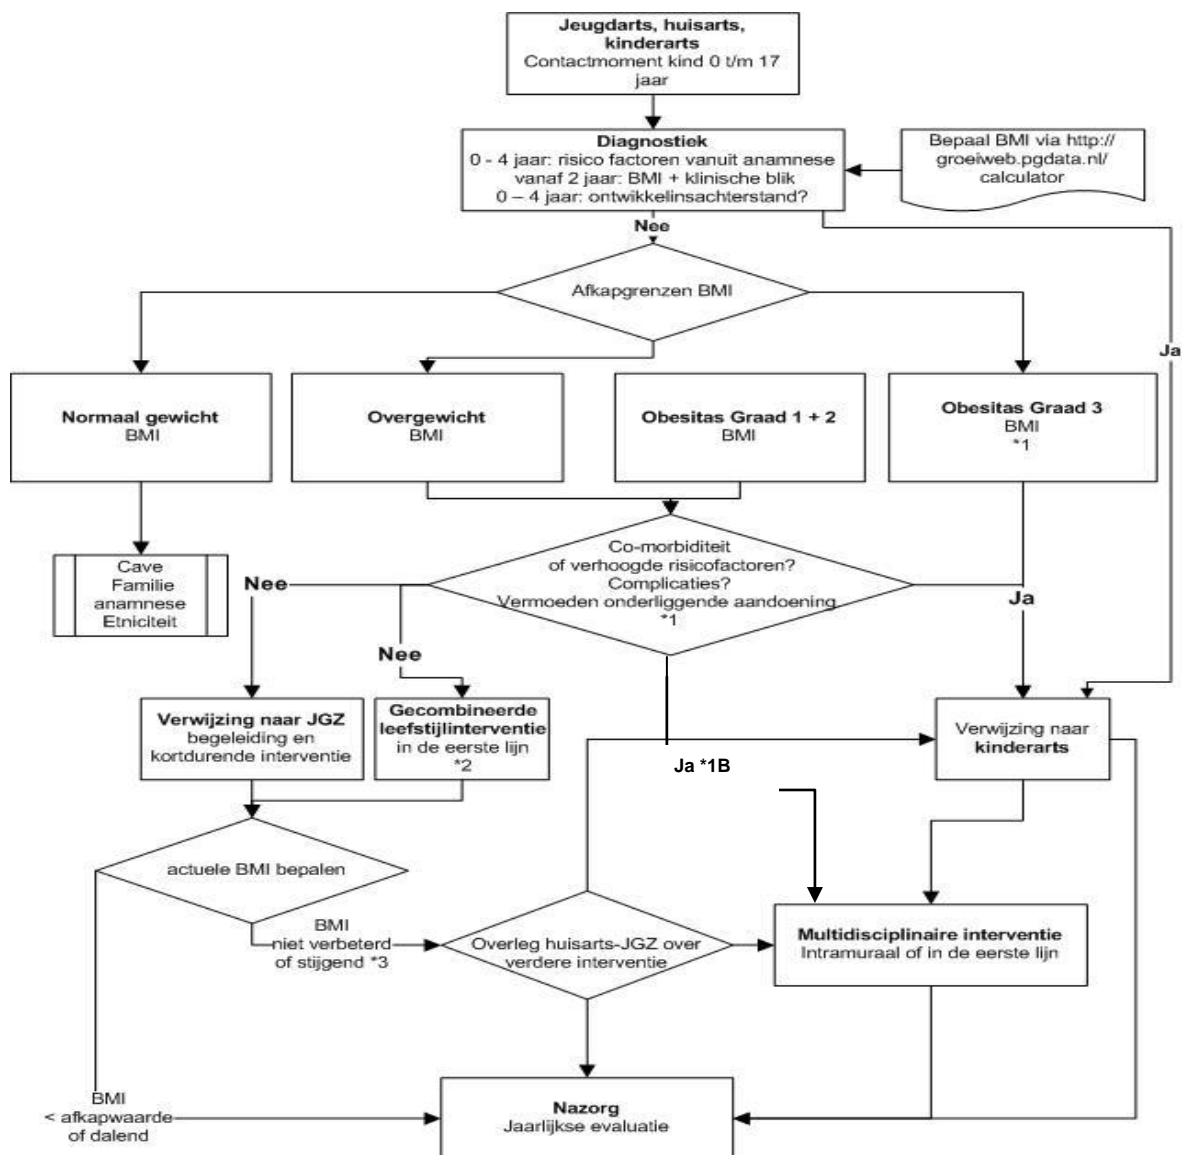 Jeugdarts, huisarts,
kinderarts
Contactmoment kind 0 t/m 17
jaar
Diagnostiek
0 - 4 jaar: risico factoren vanuit anamnese
vanaf 2 jaar: BMI + klinische blik
0 – 4 jaar: ontwikkelinsachterstand?
Bepaal BMI via http://
groeiweb.pgdata.nl/
calculator
Nee
Afkapgrenzen BMI
Ja
Normaal gewicht
BMI
Overgewicht
BMI
Obesitas Graad 1 + 2
BMI
Obesitas Graad 3
BMI
*1
Cave
Familie
anamnese
Etniciteit
Co-morbiditeit
of verhoogde risicofactoren?
Complicaties?
Vermoeden onderliggende aandoening
*1
Nee
Nee
Ja
Verwijzing naar JGZ
begeleiding en
kortdurende interventie
Gecombineerde
leefstijlinterventie
in de eerste lijn
*2
Ja *1B
Verwijzing naar
kinderarts
actuele BMI bepalen
BMI
niet verbeterd
of stijgend *3
Overleg huisarts-JGZ over
verdere interventie
Multidisciplinaire interventie
Intramuraal of in de eerste lijn
BMI
< afkapwaarde
of dalend
Nazorg
Jaarlijkse evaluatie